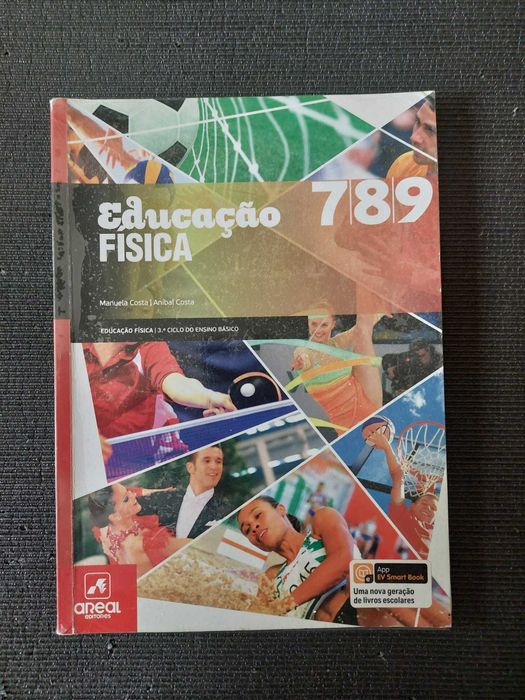 Educação
FÍSICA
7|8|9
Manuela Costa | Aníbal Costa
EDUCAÇÃO FÍSICA | 3.º CICLO DO ENSINO BÁSICO
App
EV Smart Book
Uma nova geração
de livros escolares
areal
editores